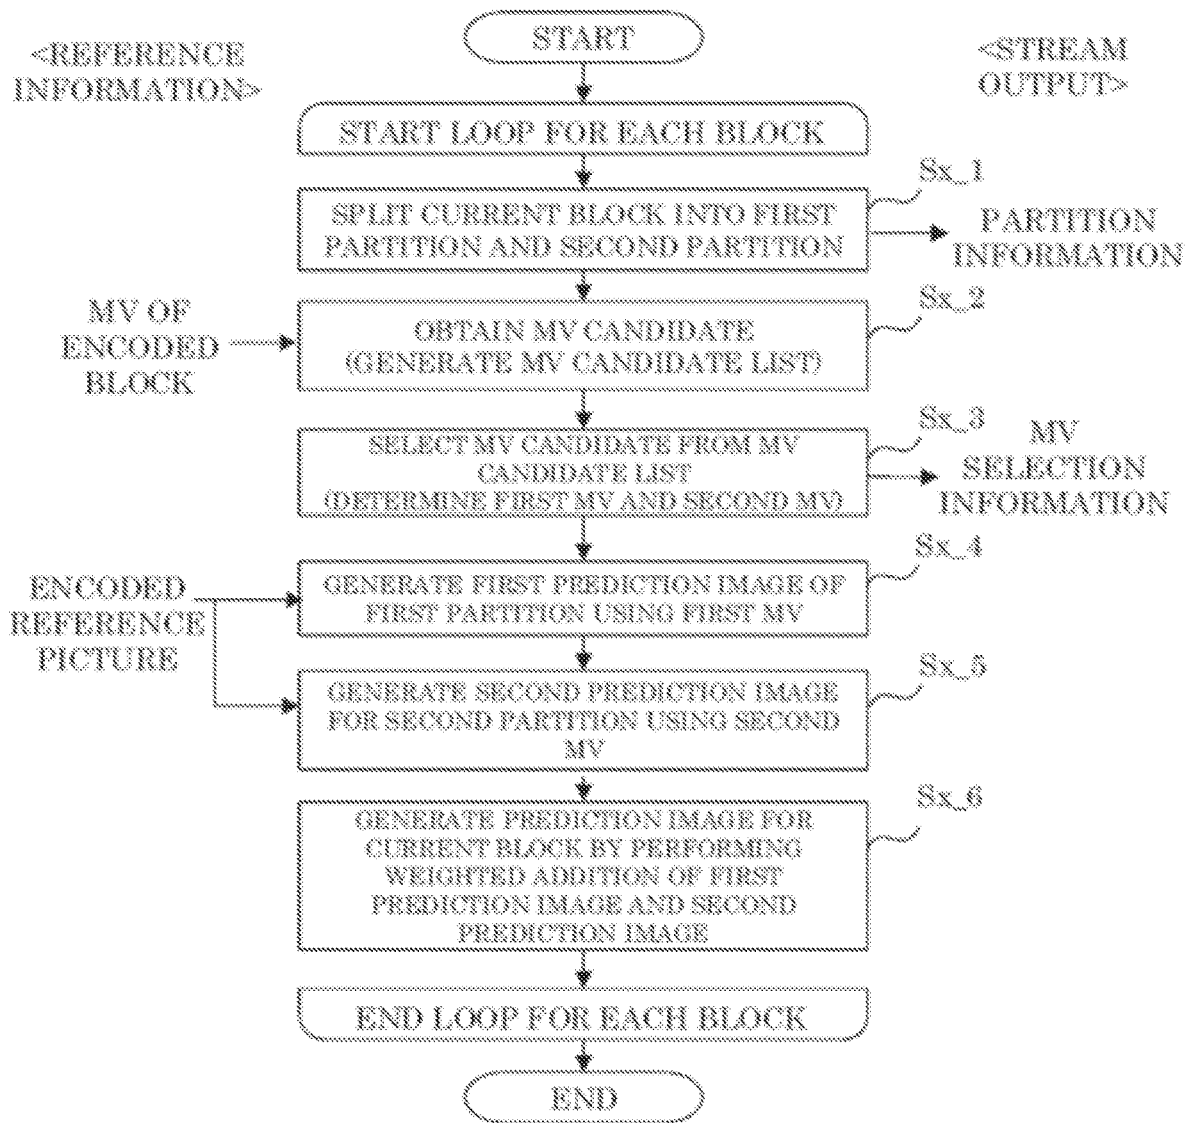 START
<REFERENCE
INFORMATION>
<STREAM
OUTPUT>
START LOOP FOR EACH BLOCK
Sx_1
SPLIT CURRENT BLOCK INTO FIRST
PARTITION AND SECOND PARTITION
PARTITION
INFORMATION
Sx_2
MV OF
ENCODED
BLOCK
OBTAIN MV CANDIDATE
(GENERATE MV CANDIDATE LIST)
Sx_3
SELECT MV CANDIDATE FROM MV
CANDIDATE LIST
(DETERMINE FIRST MV AND SECOND MV)
MV
SELECTION
INFORMATION
Sx_4
ENCODED
REFERENCE
PICTURE
GENERATE FIRST PREDICTION IMAGE OF
FIRST PARTITION USING FIRST MV
Sx_5
GENERATE SECOND PREDICTION IMAGE
FOR SECOND PARTITION USING SECOND
MV
Sx_6
GENERATE PREDICTION IMAGE FOR
CURRENT BLOCK BY PERFORMING
WEIGHTED ADDITION OF FIRST
PREDICTION IMAGE AND SECOND
PREDICTION IMAGE
END LOOP FOR EACH BLOCK
END